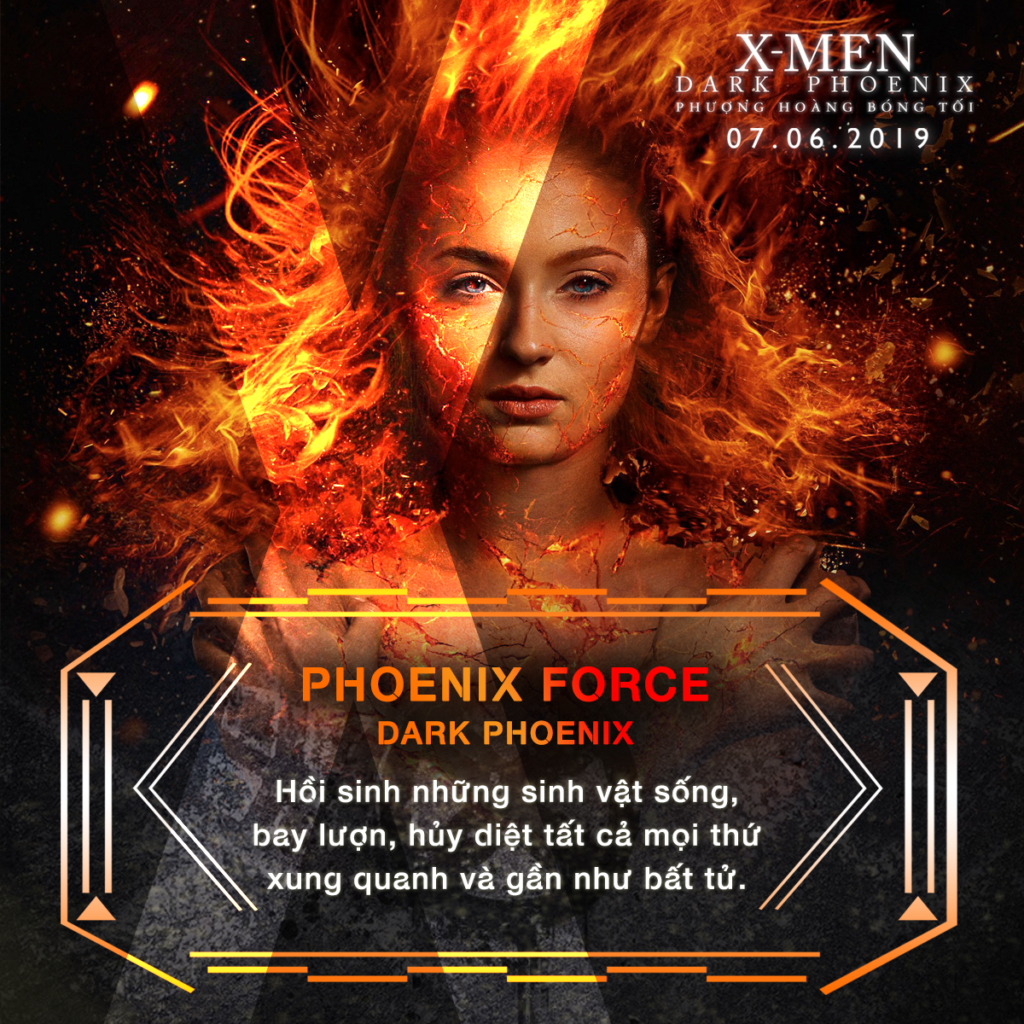 X-MEN
DARK PHOENIX
PHƯỢNG HOÀNG BÓNG TỐI
07.06.2019
PHOENIX FORCE
DARK PHOENIX
Hồi sinh những sinh vật sống,
bay lượn, hủy diệt tất cả mọi thứ
xung quanh và gần như bất tử.